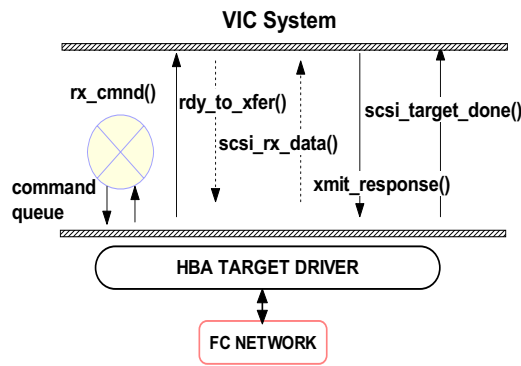 VIC System
rx_cmnd()
rdy_to_xfer()
scsi_target_done()
scsi_rx_data()
xmit_response()
command
queue
HBA TARGET DRIVER
FC NETWORK